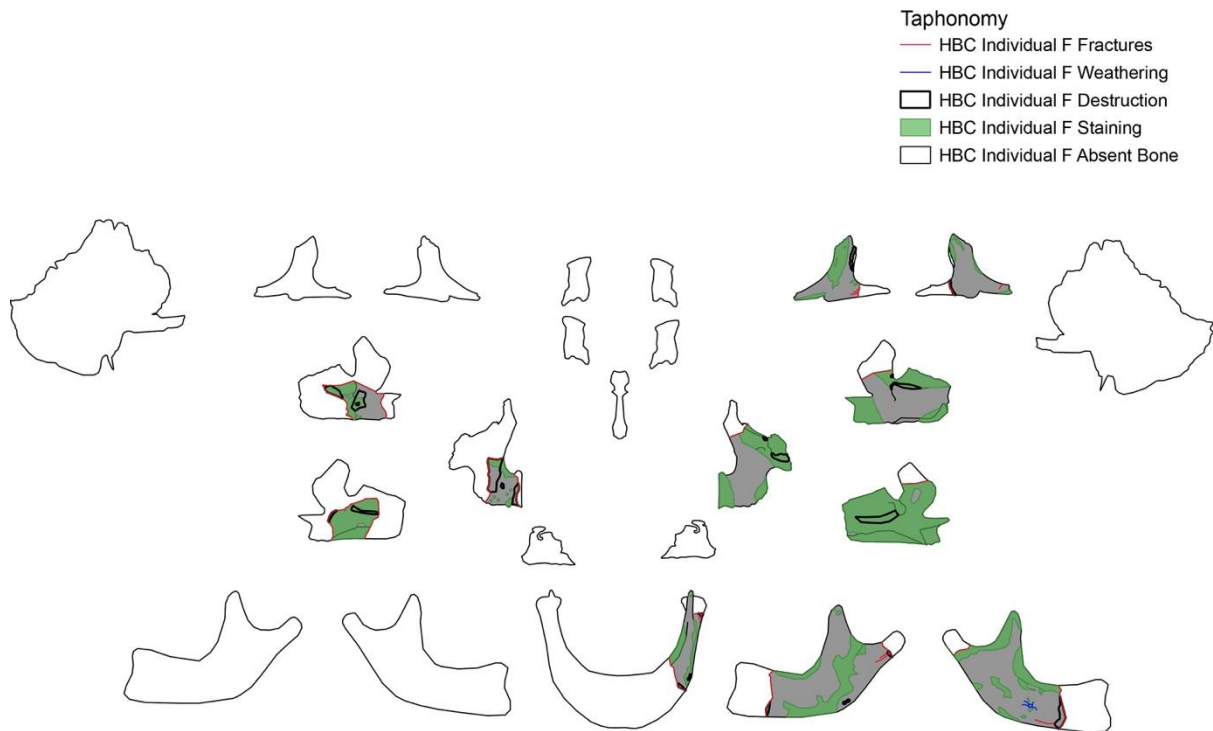 Taphonomy
HBC Individual F Fractures
HBC Individual F Weathering
HBC Individual F Destruction
HBC Individual F Staining
HBC Individual F Absent Bone